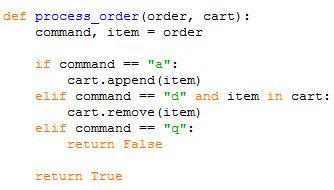 def process_order(order, cart):
    command, item = order

    if command == "a":
        cart.append(item)
    elif command == "d" and item in cart:
        cart.remove(item)
    elif command == "q":
        return False

    return True